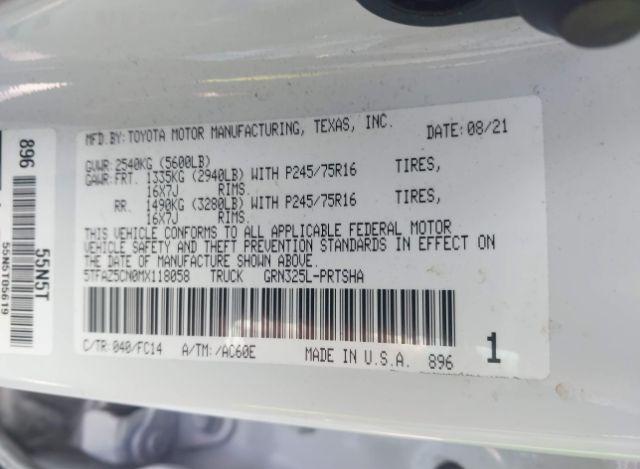 MFD.BY:TOYOTA MOTOR MANUFACTURING, TEXAS, INC. DATE:08/21
GVWR:2540KG (5600LB)
GAWR:FRT. 1335KG (2940LB) WITH P245/75R16 TIRES,
16X7J RIMS.
RR. 1490KG (3280LB) WITH P245/75R16 TIRES,
16X7J RIMS.
THIS VEHICLE CONFORMS TO ALL APPLICABLE FEDERAL MOTOR
VEHICLE SAFETY AND THEFT PREVENTION STANDARDS IN EFFECT ON
THE DATE OF MANUFACTURE SHOWN ABOVE.
5TFAZ5CN0MX118058 TRUCK GRN325L-PRTSHA
C/TR:040/FC14 A/TM:/AC60E MADE IN U.S.A. 896 1
896
55N5T
55N5T05619